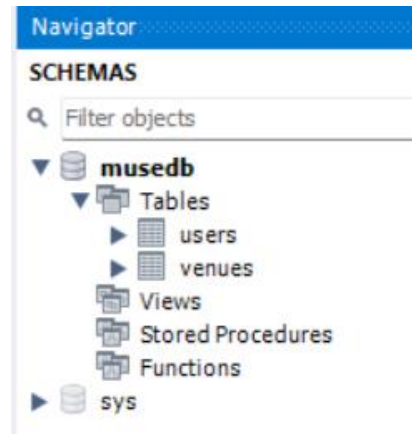 Navigator
SCHEMAS
Filter objects
musedb
Tables
users
venues
Views
Stored Procedures
Functions
sys